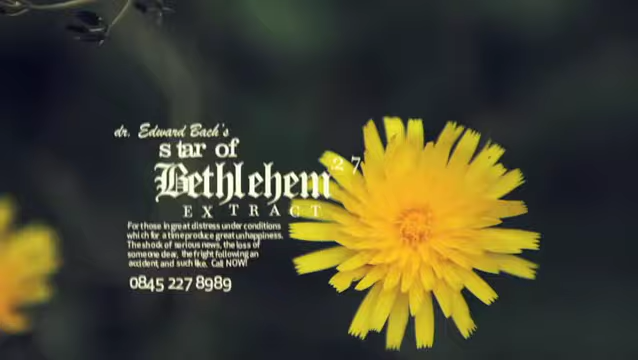 dr. Edward Bach's
star of
Bethlehem 27
EXTRACT
For those in great distress under conditions
which for a time produce great unhappiness.
The shock of serious news, the loss of
someone dear, the fright following an
accident, and such like. Call NOW!
0845 227 8989